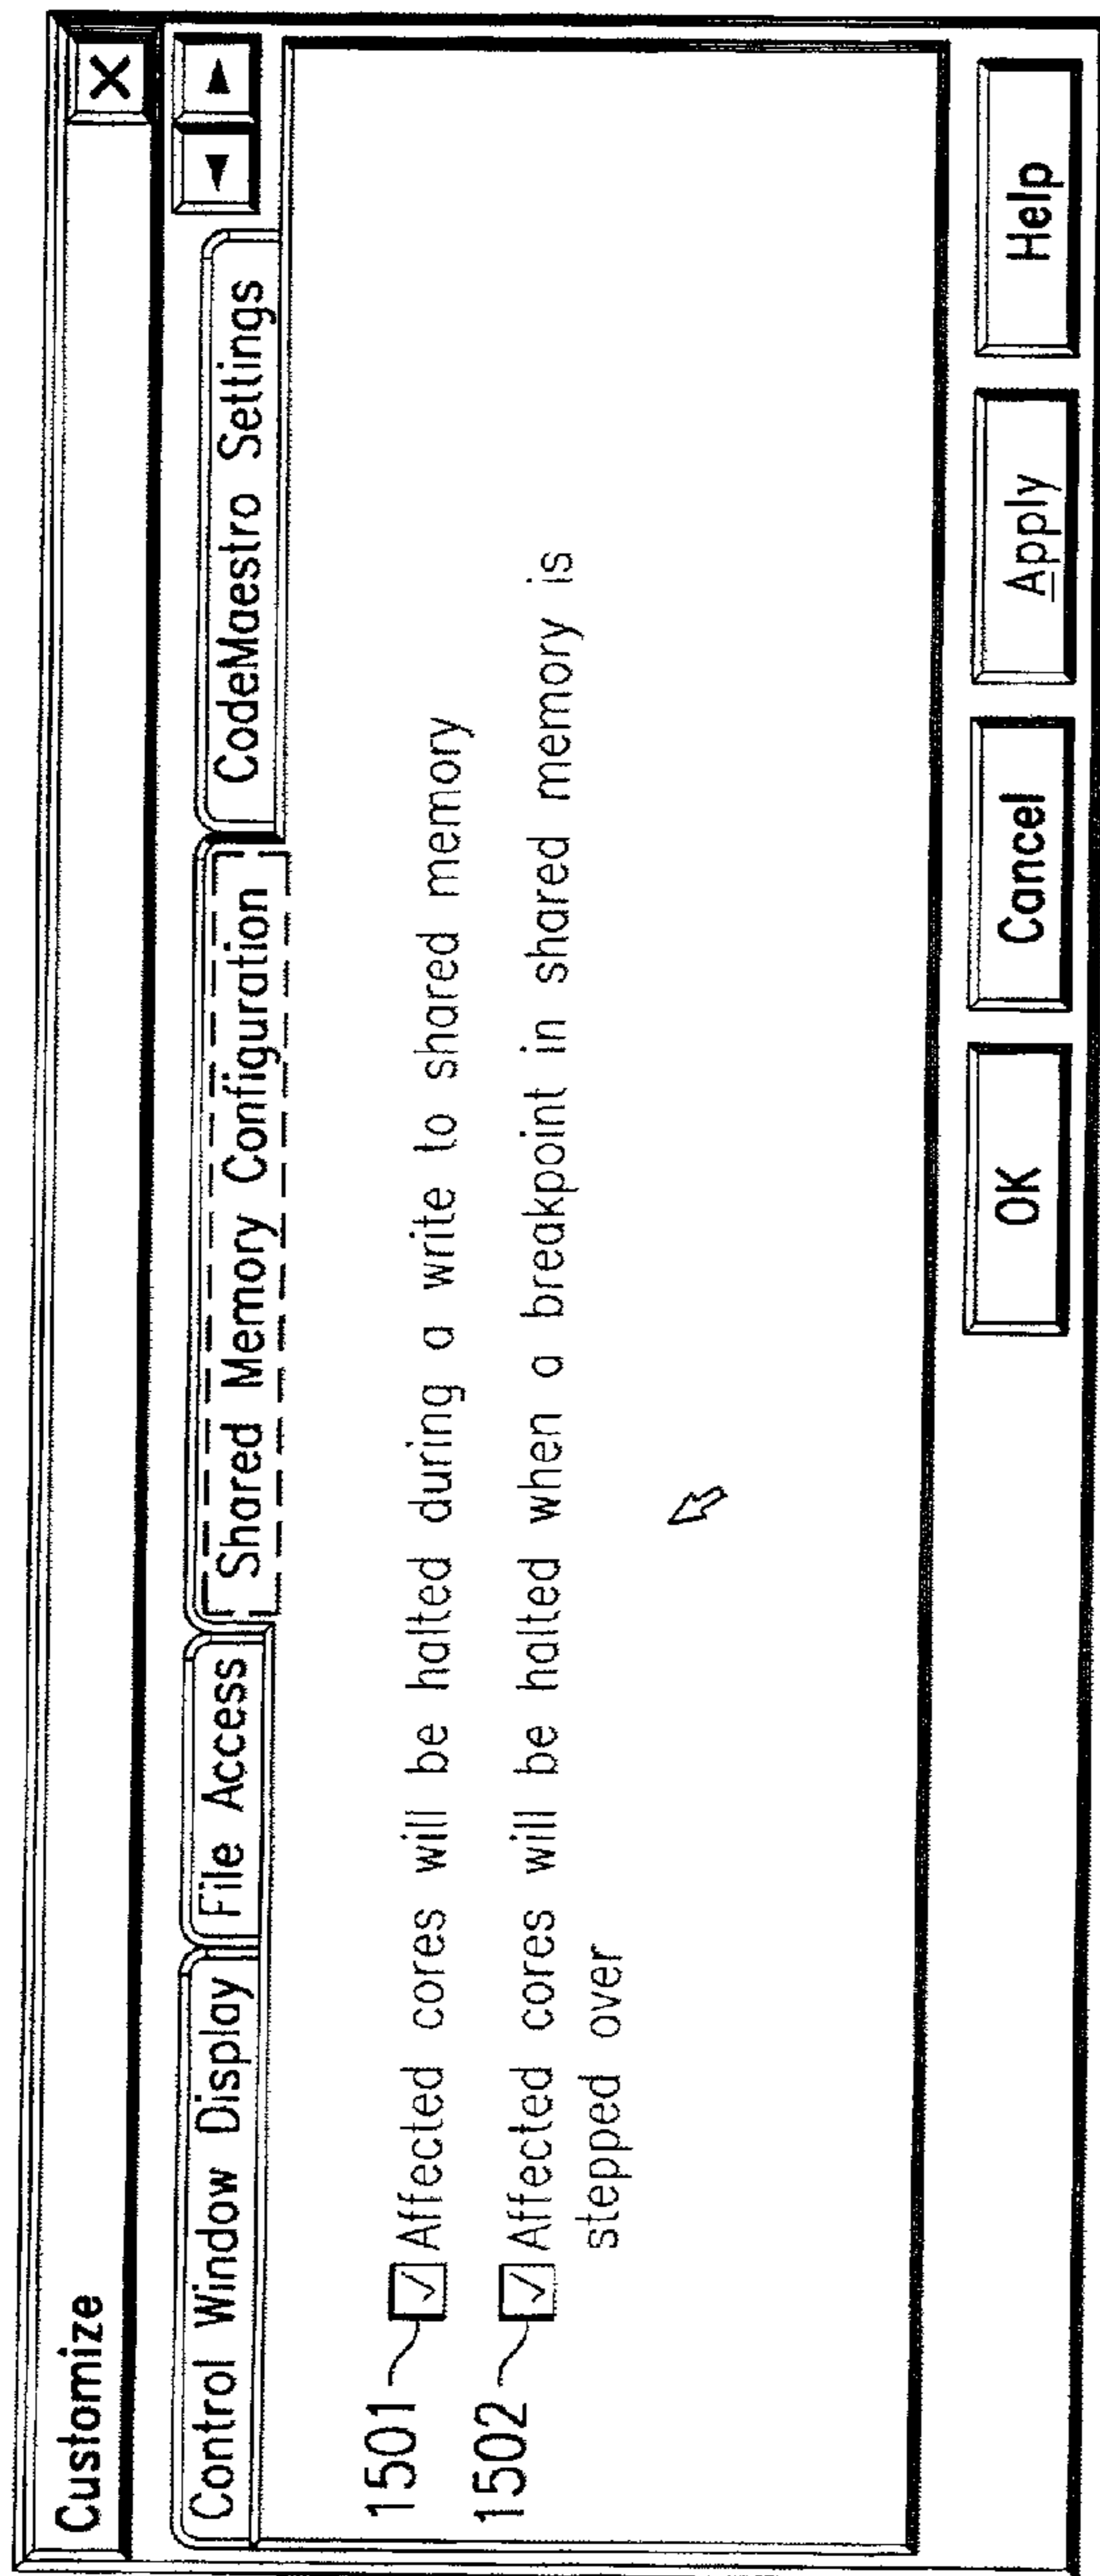 Customize
Control Window Display File Access Shared Memory Configuration CodeMaestro Settings
1501 Affected cores will be halted during a write to shared memory
1502 Affected cores will be halted when a breakpoint in shared memory is
stepped over
OK Cancel Apply Help